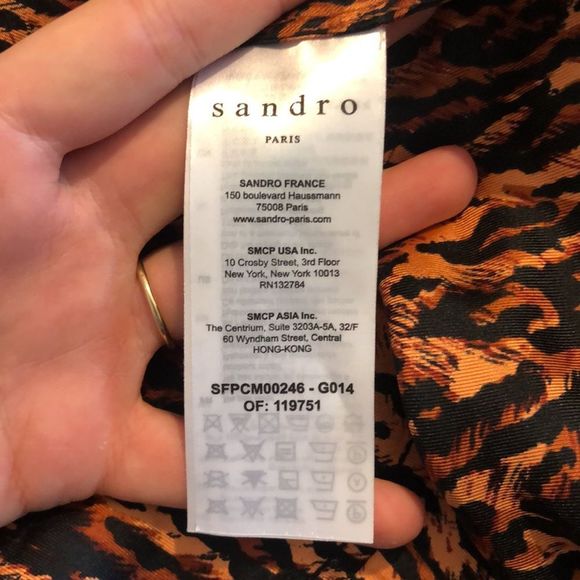 sandro
PARIS
SANDRO FRANCE
150 boulevard Haussmann
75008 Paris
www.sandro-paris.com
SMCP USA Inc.
10 Crosby Street, 3rd Floor
New York, New York 10013
RN132784
SMCP ASIA Inc.
The Centrium, Suite 3203A-5A, 32/F
60 Wyndham Street, Central
HONG-KONG
SFPCM00246 - G014
OF: 119751